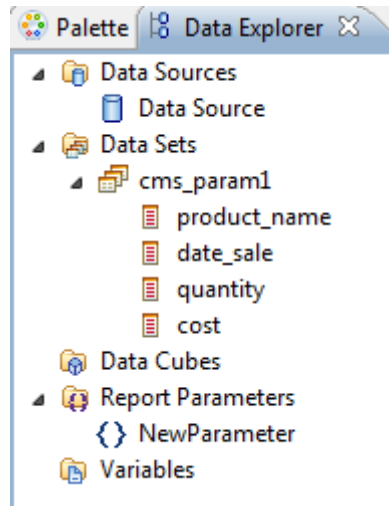 Palette Data Explorer
Data Sources
Data Source
Data Sets
cms_param1
product_name
date_sale
quantity
cost
Data Cubes
Report Parameters
NewParameter
Variables